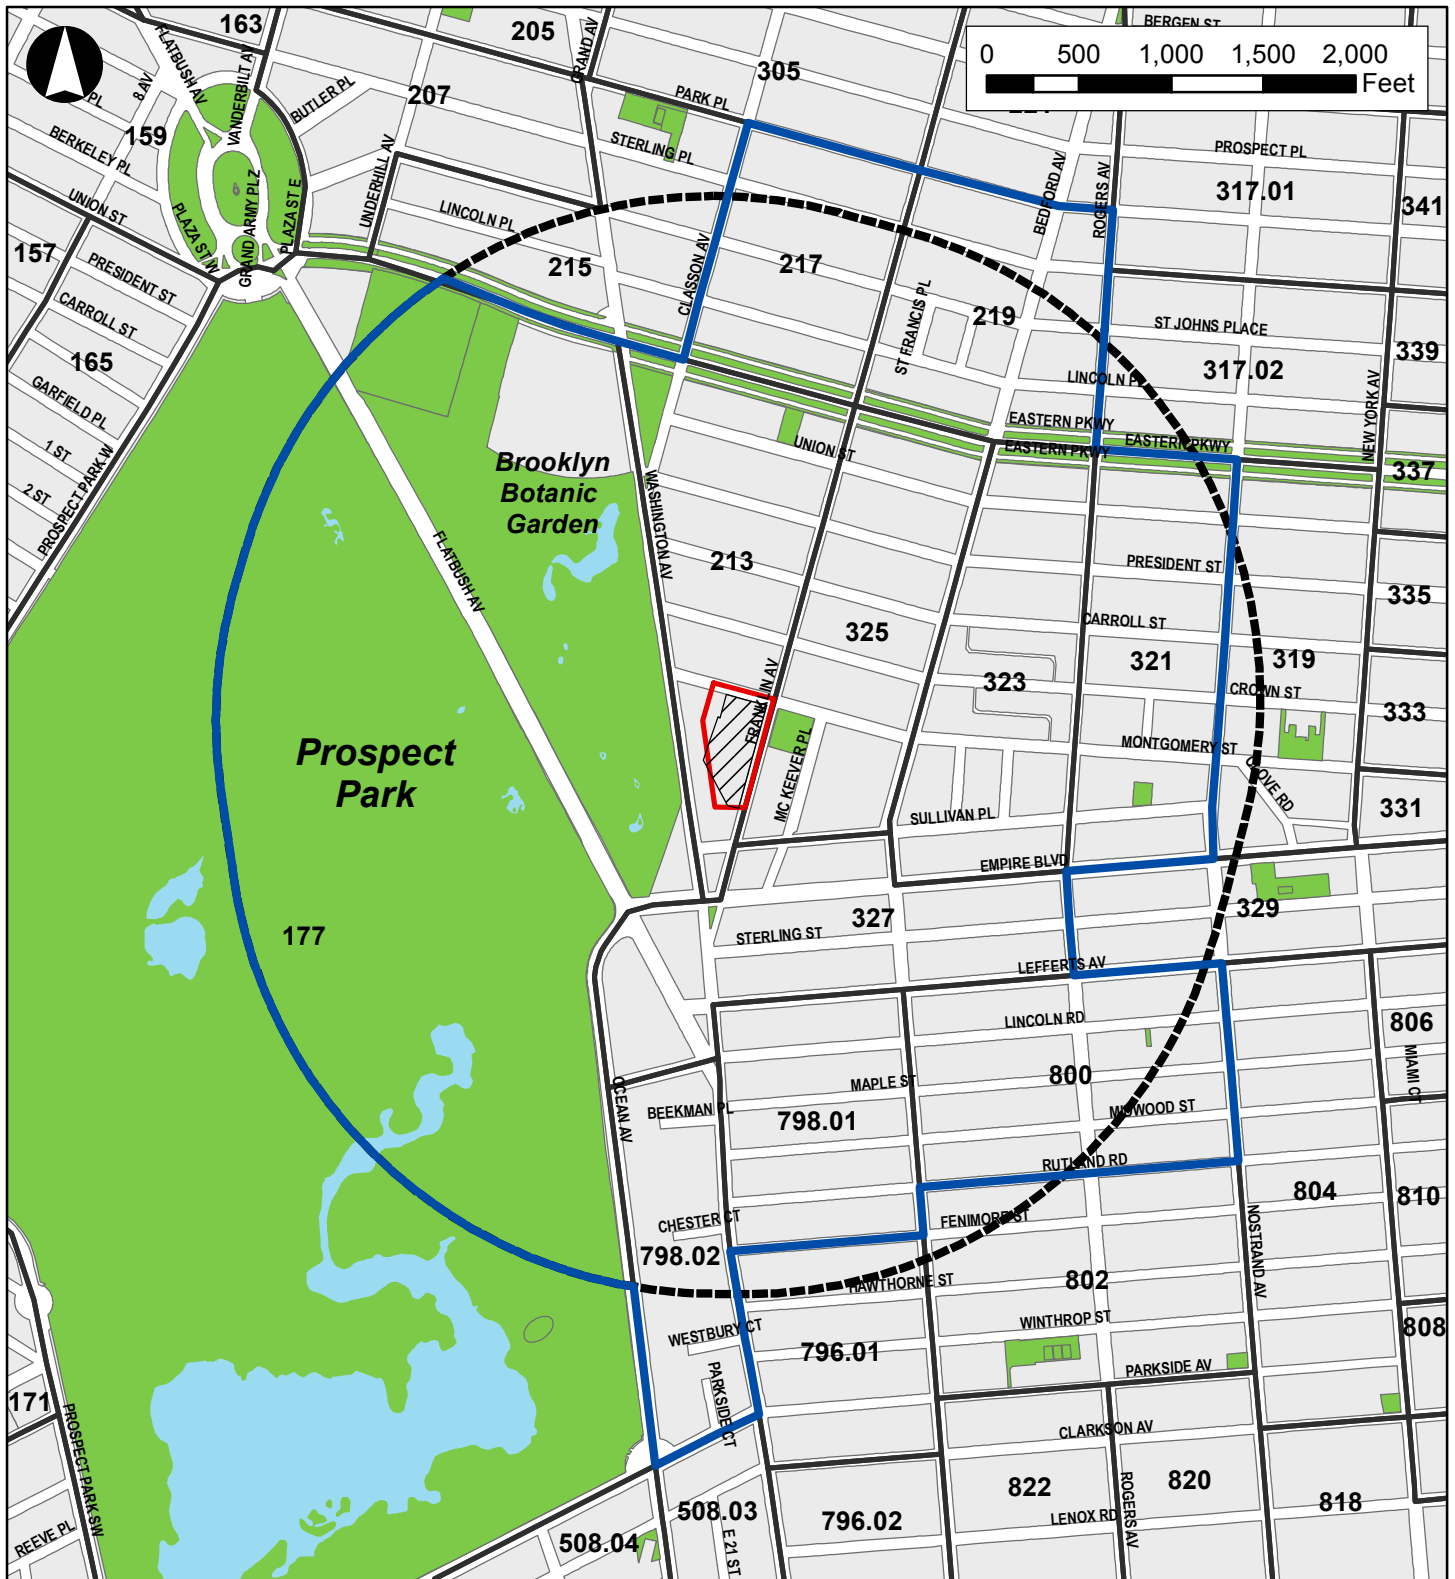 163
205
BERGEN ST
0 500 1,000 1,500 2,000
Feet
FLATBUSH AV
VANDERBILT AV
GRAND AV
305
8 AV
PL
BUTLER PL
207
PARK PL
159
BERKELEY PL
STERLING PL
PROSPECT PL
UNION ST
GRAND ARMY PLZ
PLAZA ST E
PLAZA ST W
UNDERHILL AV
BEDFORD AV
ROGERS AV
317.01
341
LINCOLN PL
157
PRESIDENT ST
215
CLASSON AV
217
CARROLL ST
ST FRANCIS PL
219
ST JOHNS PLACE
165
339
GARFIELD PL
LINCOLN PL
317.02
NEW YORK AV
1 ST
EASTERN PKWY
EASTERN PKWY
EASTERN PKWY
UNION ST
2 ST
PROSPECT PARK W
Brooklyn
Botanic
Garden
337
WASHINGTON AV
FLATBUSH AV
213
PRESIDENT ST
335
CARROLL ST
325
321
319
323
CROWN ST
FRANKLIN AV
333
Prospect
Park
MONTGOMERY ST
MC KEEVER PL
CLOVE RD
SULLIVAN PL
331
EMPIRE BLVD
327
329
177
STERLING ST
LEFFERTS AV
LINCOLN RD
806
MAPLE ST
800
MIAMI CT
OCEAN AV
BEEKMAN PL
798.01
MIDWOOD ST
RUTLAND RD
804
810
CHESTER CT
FENIMORE ST
NOSTRAND AV
798.02
HAWTHORNE ST
802
WESTBURY CT
WINTHROP ST
808
796.01
PARKSIDE AV
PARKSIDE CT
171
PROSPECT PARK SW
CLARKSON AV
822
820
ROGERS AV
818
508.03
796.02
LENOX RD
REEVE PL
508.04
E 21 ST